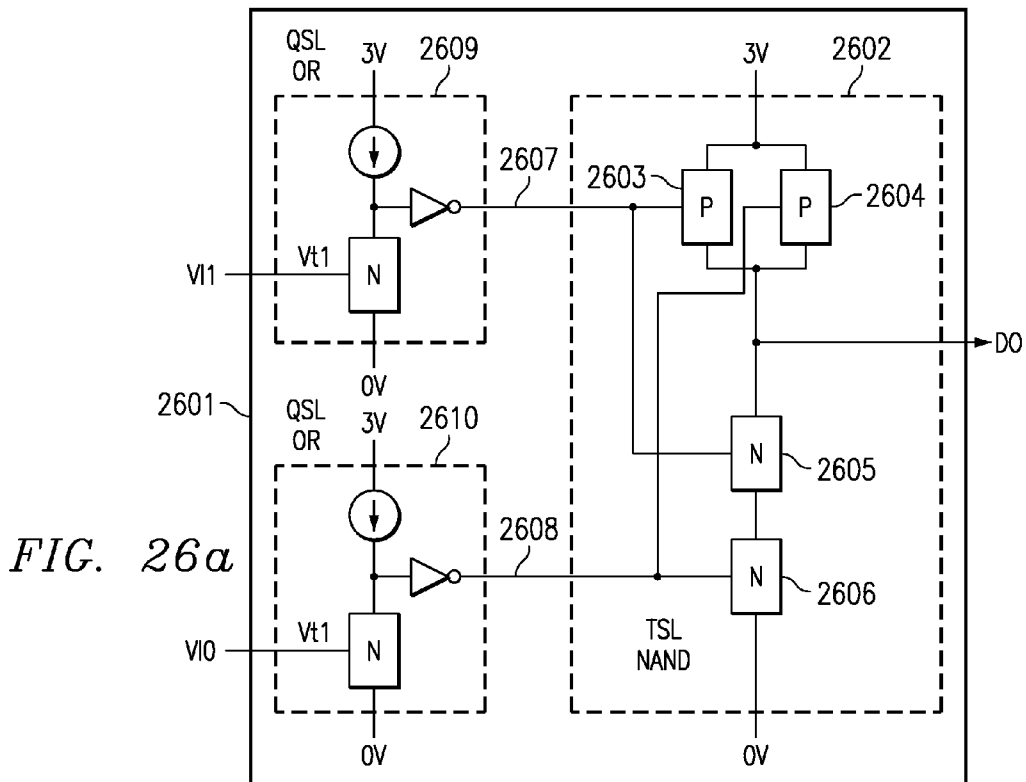 QSL
OR
3V
2609
3V
2602
2607
2603
P
P
2604
VI1
Vt1
N
0V
DO
2601
QSL
OR
3V
2610
N
2605
FIG. 26a
2608
N
2606
VI0
Vt1
N
TSL
NAND
0V
0V